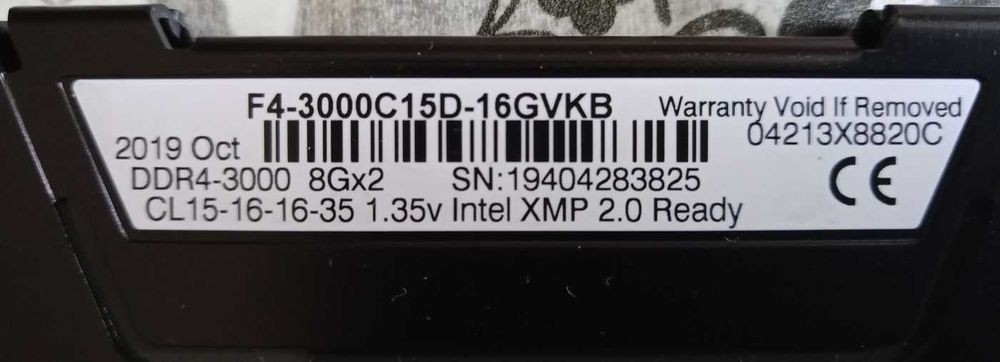 F4-3000C15D-16GVKB
Warranty Void If Removed
2019 Oct
04213X8820C
DDR4-3000 8Gx2 SN:19404283825
CL15-16-16-35 1.35v Intel XMP 2.0 Ready
CE